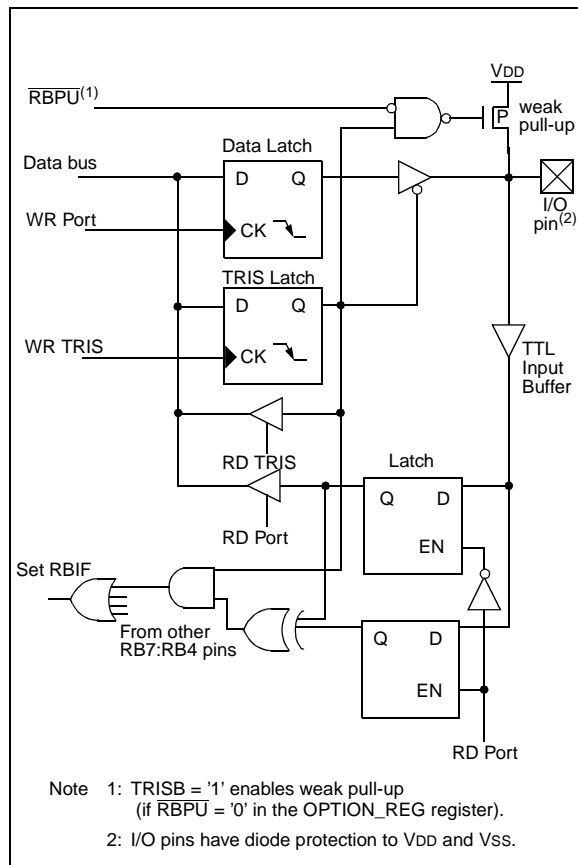 VDD
RBPU(1)
weak
pull-up
P
Data Latch
Data bus
D Q
I/O
pin(2)
WR Port
CK
TRIS Latch
D Q
TTL
Input
Buffer
WR TRIS
CK
RD TRIS
Latch
Q D
RD Port
EN
Set RBIF
From other
RB7:RB4 pins
Q D
EN
RD Port
Note 1: TRISB = '1' enables weak pull-up
(if RBPU = '0' in the OPTION_REG register).
2: I/O pins have diode protection to VDD and VSS.